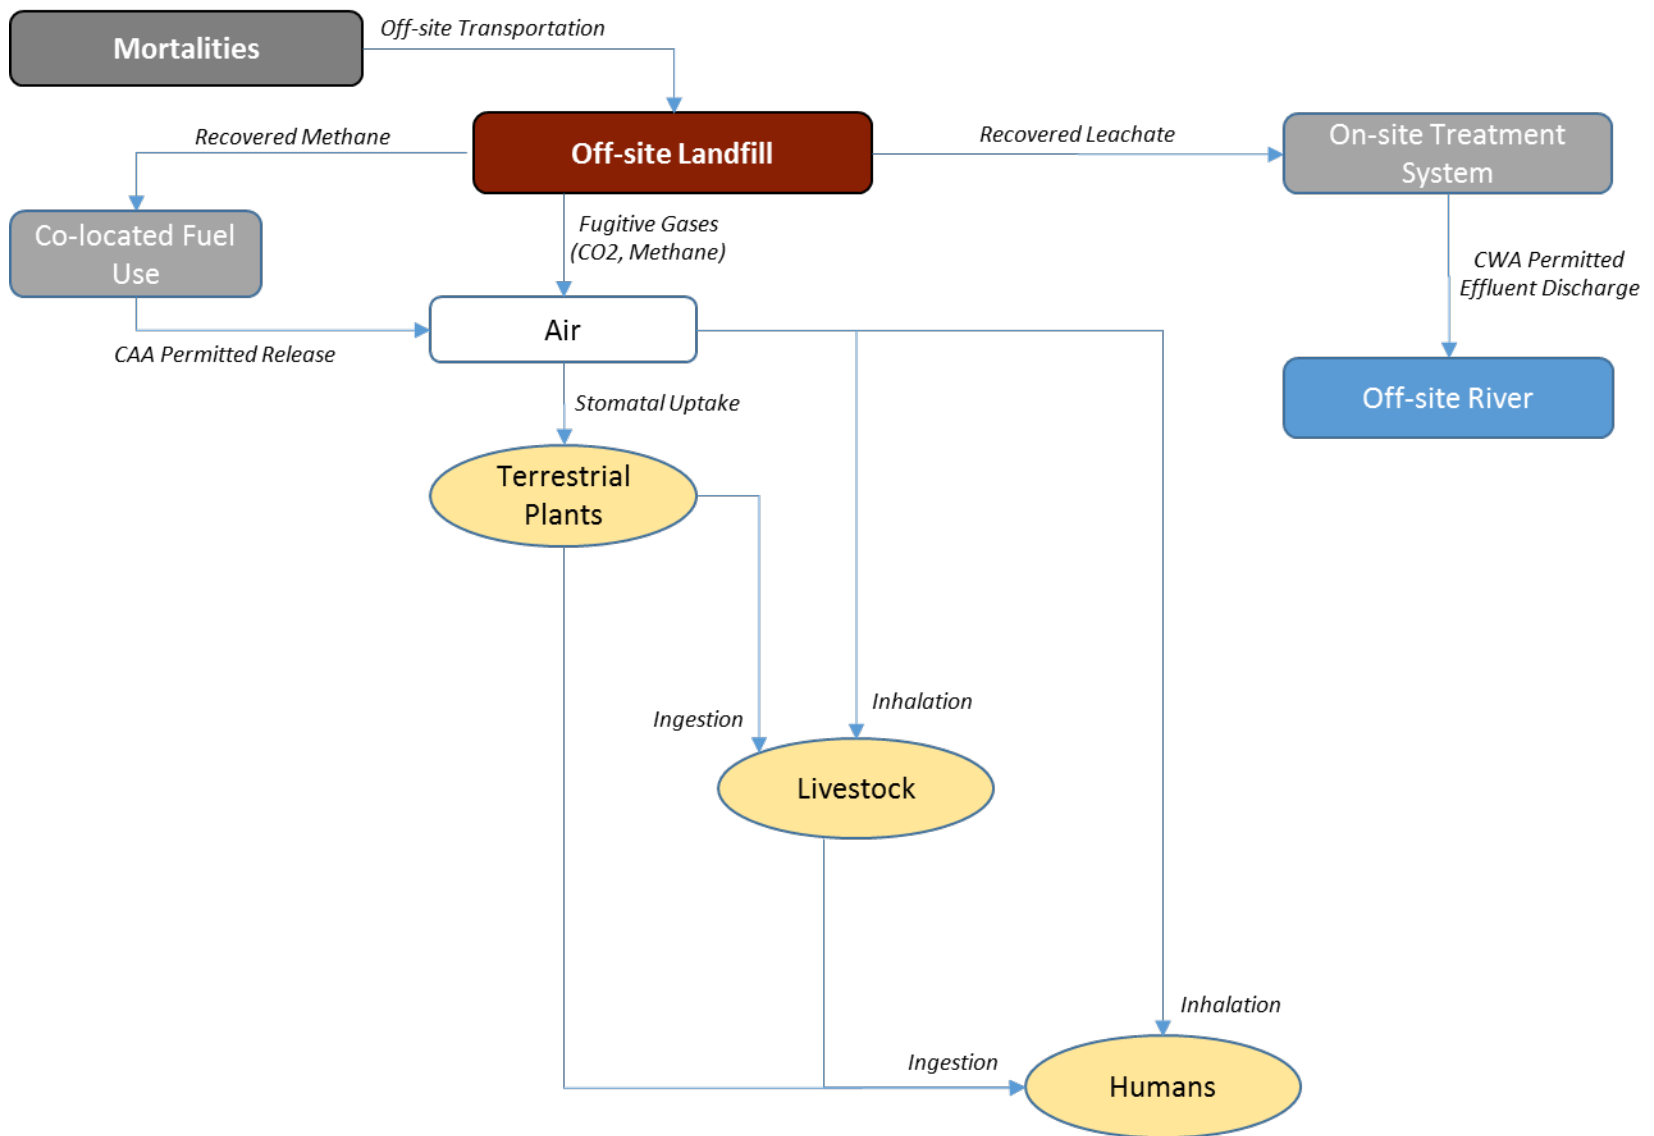 Mortalities
Off-site Transportation
Recovered Methane
Off-site Landfill
Recovered Leachate
On-site Treatment
System
Co-located Fuel
Use
Fugitive Gases
(CO2, Methane)
CWA Permitted
Effluent Discharge
Air
CAA Permitted Release
Stomatal Uptake
Off-site River
Terrestrial
Plants
Ingestion
Inhalation
Livestock
Inhalation
Ingestion
Humans